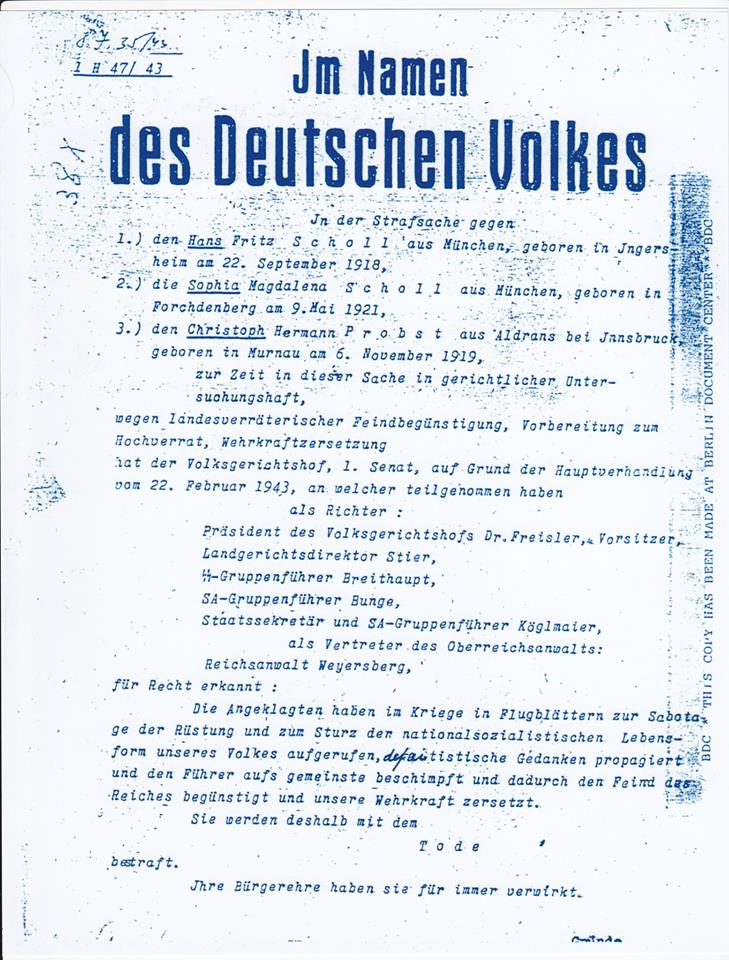 8 J 35/43
1 H 47/ 43
Jm Namen
des Deutschen Volkes
Jn der Strafsache gegen
1.) den Hans Fritz S c h o l l aus München, geboren in Jngers-
heim am 22. September 1918,
2.) die Sophia Magdalena S c h o l l aus München, geboren in
Forchdenberg am 9. Mai 1921,
3.) den Christoph Hermann P r o b s t aus Aldrans bei Jnnsbruck,
geboren in Murnau am 6. November 1919,
zur Zeit in dieser Sache in gerichtlicher Unter-
suchungshaft,
wegen landesverräterischer Feindbegünstigung, Vorbereitung zum
Hochverrat, Wehrkraftzersetzung
hat der Volksgerichtshof, 1. Senat, auf Grund der Hauptverhandlung
vom 22. Februar 1943, an welcher teilgenommen haben
als Richter :
Präsident des Volksgerichtshofs Dr. Freisler, Vorsitzer,
Landgerichtsdirektor Stier,
SS-Gruppenführer Breithaupt,
SA-Gruppenführer Bunge,
Staatssekretär und SA-Gruppenführer Köglmaier,
als Vertreter des Oberreichsanwalts:
Reichsanwalt Weyersberg,
für Recht erkannt :
Die Angeklagten haben im Kriege in Flugblättern zur Sabota-
ge der Rüstung und zum Sturz der nationalsozialistischen Lebens-
form unseres Volkes aufgerufen, defaitistische Gedanken propagiert
und den Führer aufs gemeinste beschimpft und dadurch den Feind des
Reiches begünstigt und unsere Wehrkraft zersetzt.
Sie werden deshalb mit dem
T o d e
bestraft.
Jhre Bürgerehre haben sie für immer verwirkt.
BDC * THIS COPY HAS BEEN MADE AT BERLIN DOCUMENT CENTER * BDC